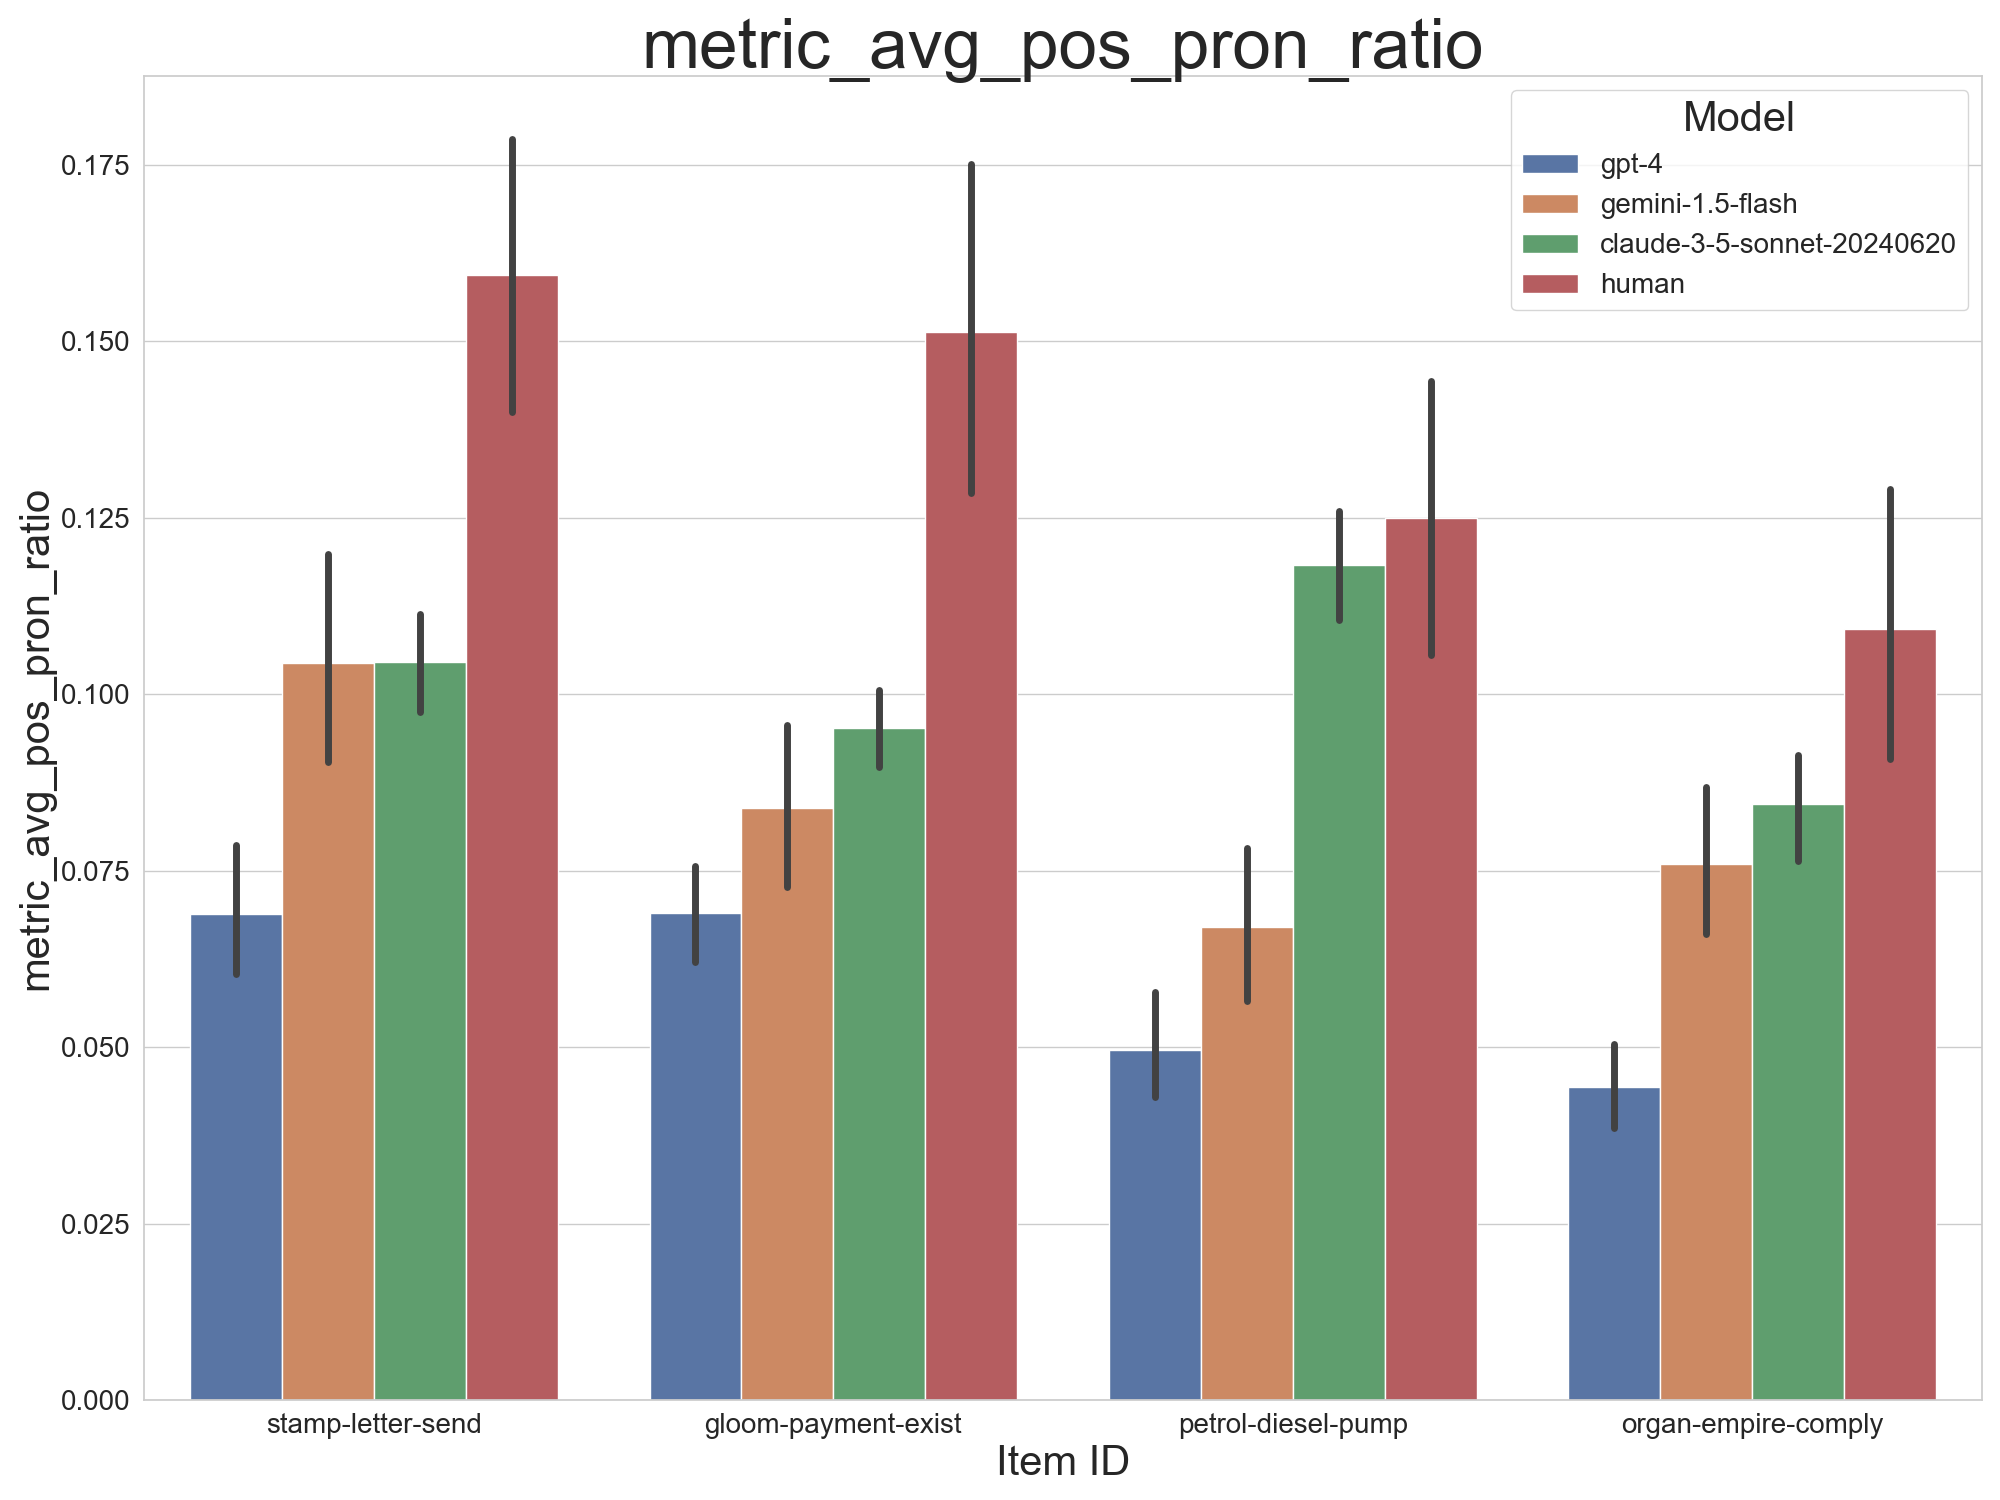 metric_avg_pos_pron_ratio
Model
gpt-4
gemini-1.5-flash
claude-3-5-sonnet-20240620
human
metric_avg_pos_pron_ratio
0.175
0.150
0.125
0.100
0.075
0.050
0.025
0.000
stamp-letter-send
gloom-payment-exist
petrol-diesel-pump
organ-empire-comply
Item ID